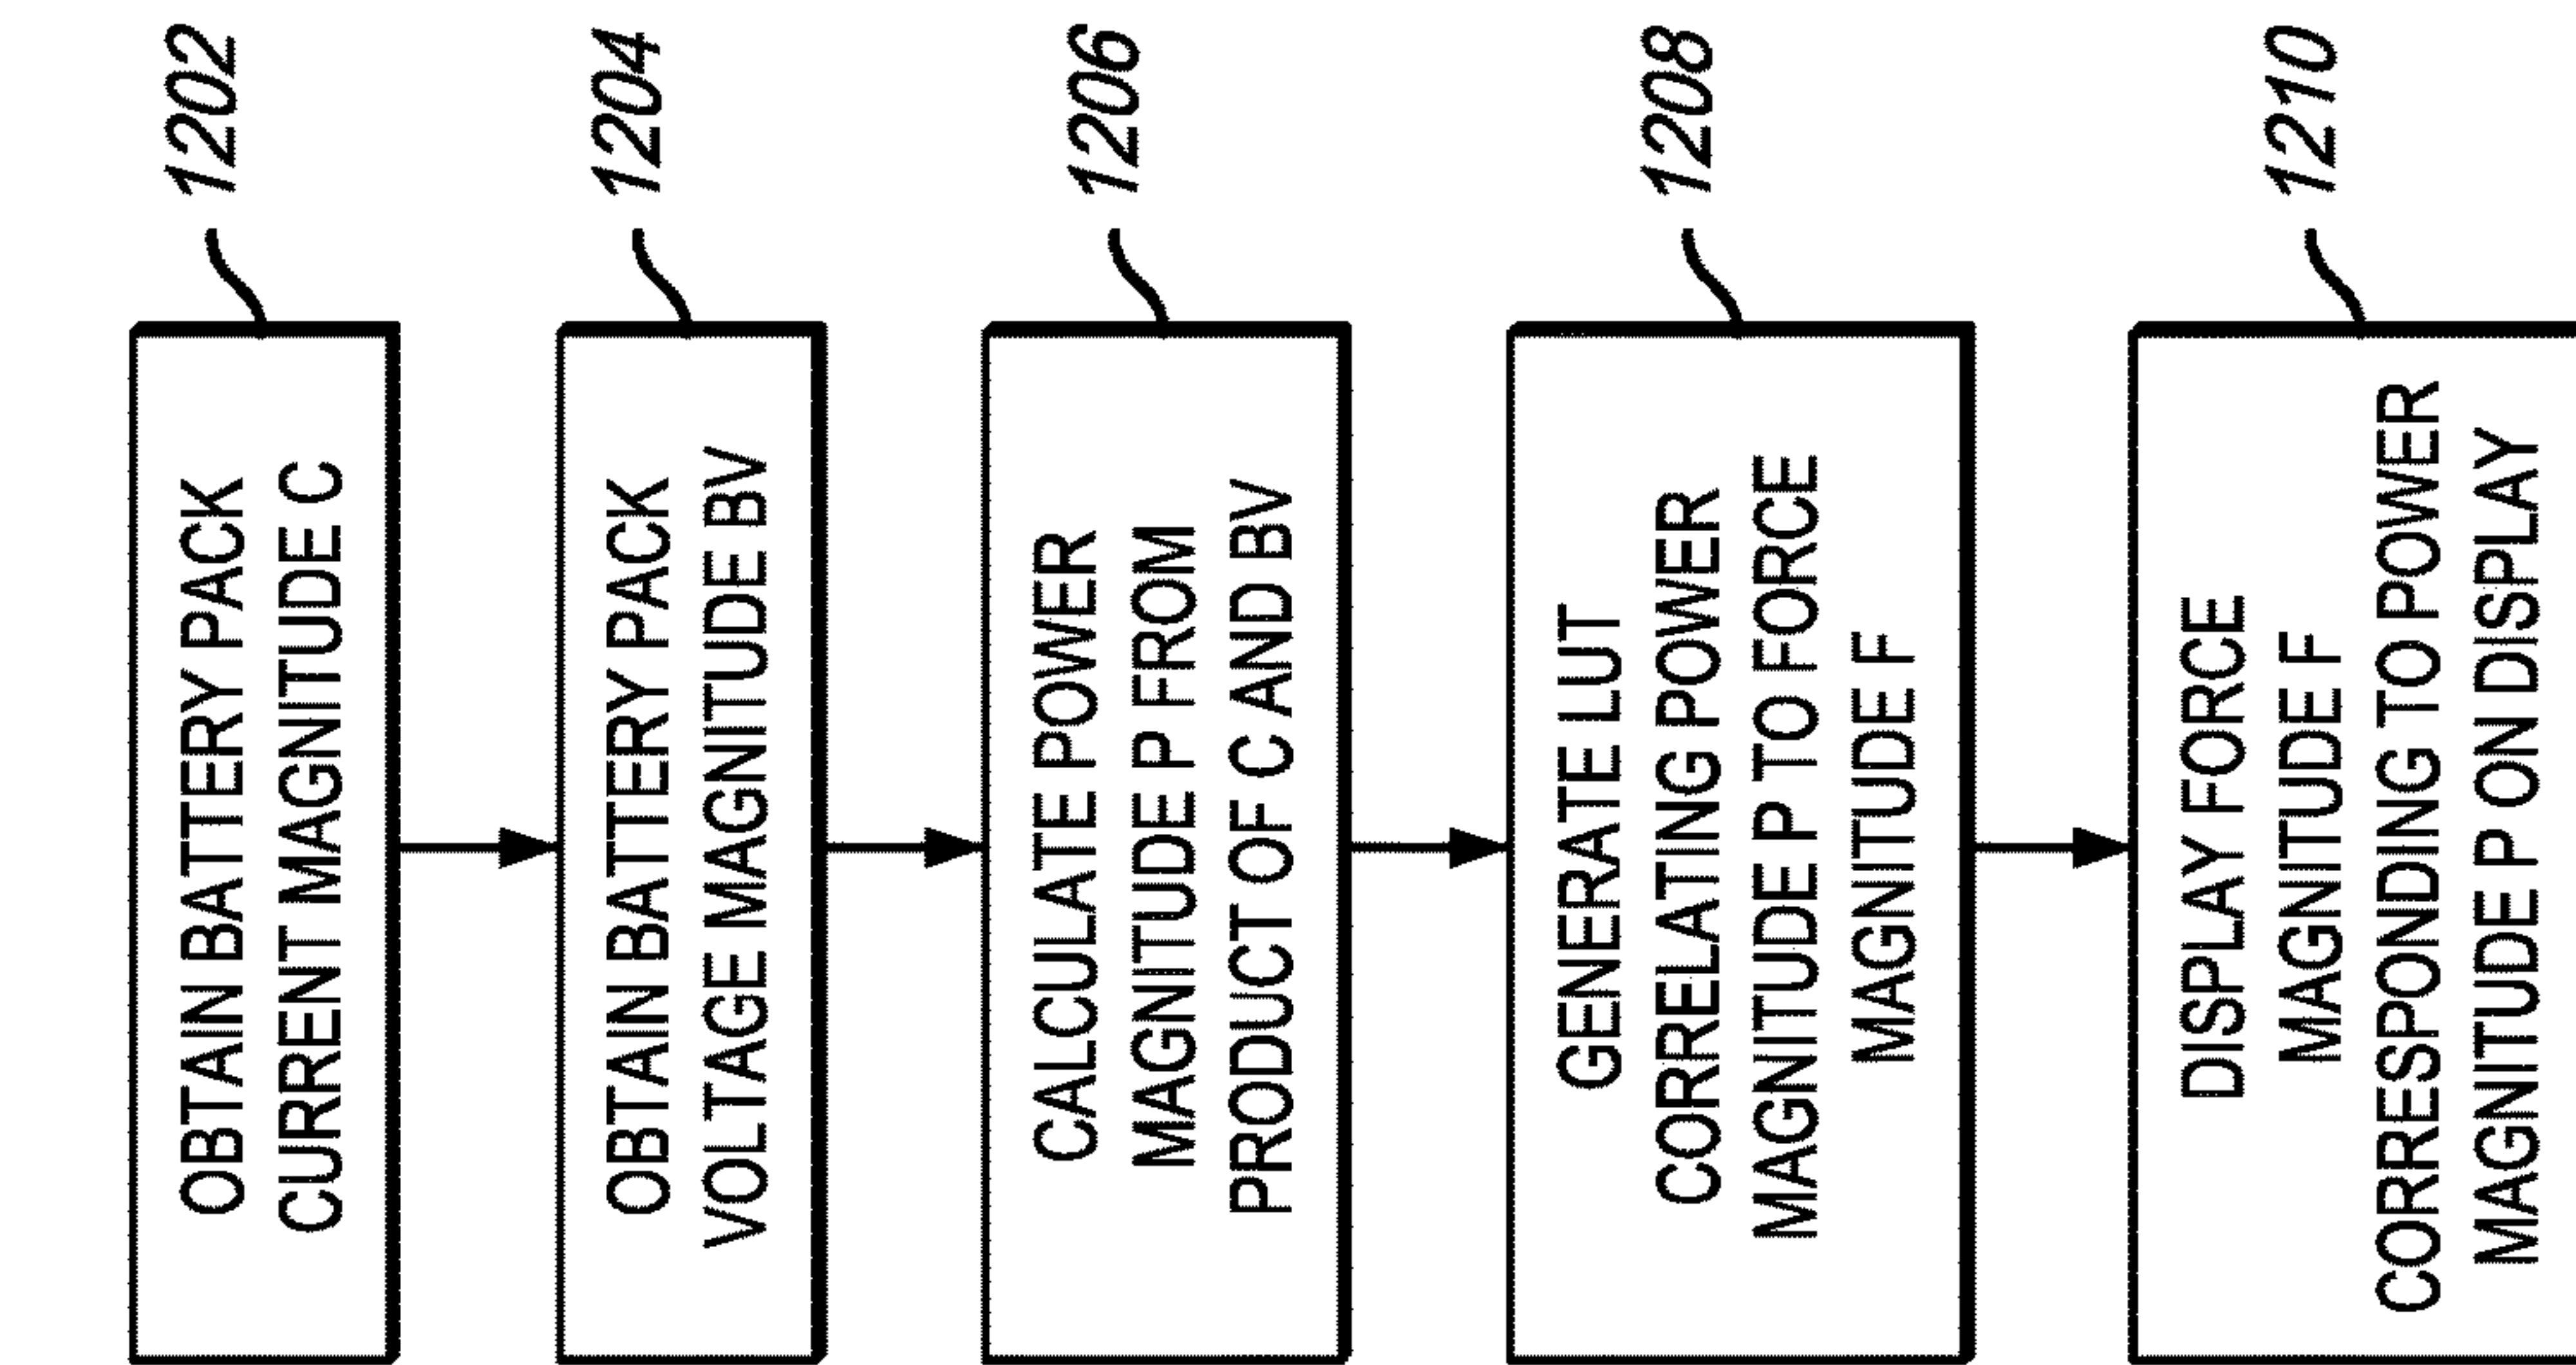 OBTAIN BATTERY PACK
CURRENT MAGNITUDE C
1202
OBTAIN BATTERY PACK
VOLTAGE MAGNITUDE BV
1204
CALCULATE POWER
MAGNITUDE P FROM
PRODUCT OF C AND BV
1206
GENERATE LUT
CORRELATING POWER
MAGNITUDE P TO FORCE
MAGNITUDE F
1208
DISPLAY FORCE
MAGNITUDE F
CORRESPONDING TO POWER
MAGNITUDE P ON DISPLAY
1210